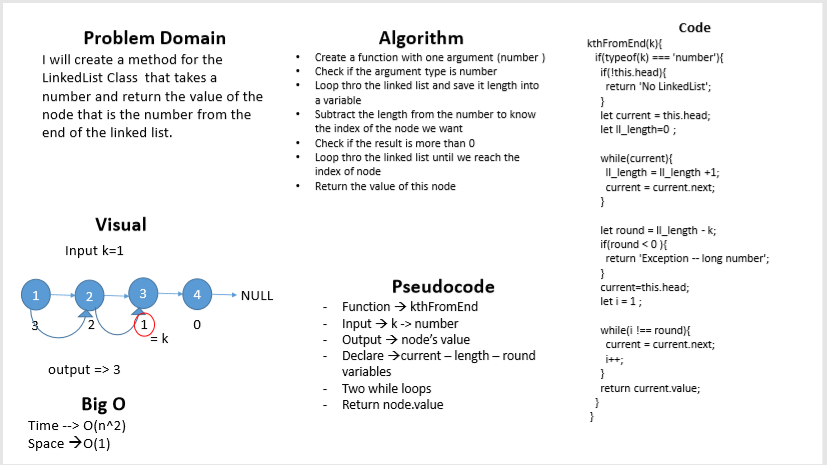 Problem Domain
I will create a method for the
LinkedList Class that takes a
number and return the value of the
node that is the number from the
end of the linked list.
Visual
Input k=1
1 2 3 4 NULL
3 2 1 0
= k
output => 3
Big O
Time --> O(n^2)
Space →O(1)
Algorithm
• Create a function with one argument (number )
• Check if the argument type is number
• Loop thro the linked list and save it length into
a variable
• Subtract the length from the number to know
the index of the node we want
• Check if the result is more than 0
• Loop thro the linked list until we reach the
index of node
• Return the value of this node
Pseudocode
- Function → kthFromEnd
- Input → k -> number
- Output → node’s value
- Declare →current – length – round
variables
- Two while loops
- Return node.value
Code
kthFromEnd(k){
if(typeof(k) === 'number'){
if(!this.head){
return 'No LinkedList';
}
let current = this.head;
let ll_length=0 ;
while(current){
ll_length = ll_length +1;
current = current.next;
}
let round = ll_length - k;
if(round < 0 ){
return 'Exception -- long number';
}
current=this.head;
let i = 1 ;
while(i !== round){
current = current.next;
i++;
}
return current.value;
}
}